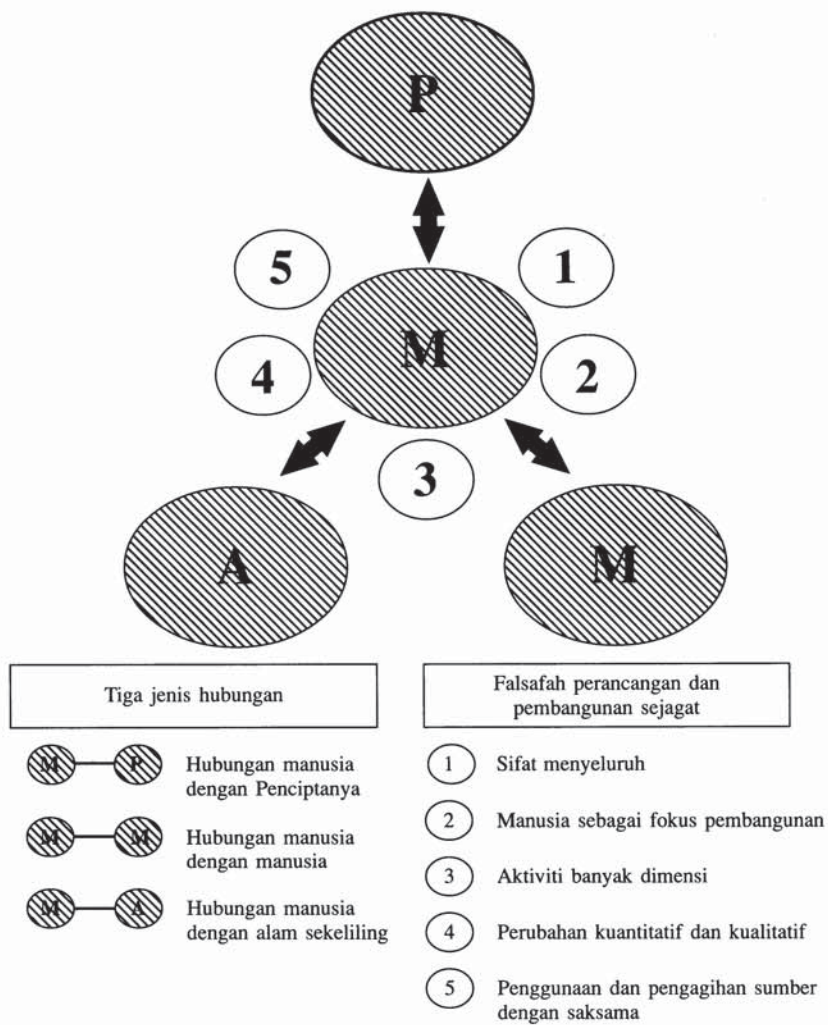 P
5
1
M
4
2
3
A
M
Tiga jenis hubungan
M P Hubungan manusia
dengan Penciptanya
M M Hubungan manusia
dengan manusia
M A Hubungan manusia
dengan alam sekeliling
Falsafah perancangan dan
pembangunan sejagat
1 Sifat menyeluruh
2 Manusia sebagai fokus pembangunan
3 Aktiviti banyak dimensi
4 Perubahan kuantitatif dan kualitatif
5 Penggunaan dan pengagihan sumber
dengan saksama